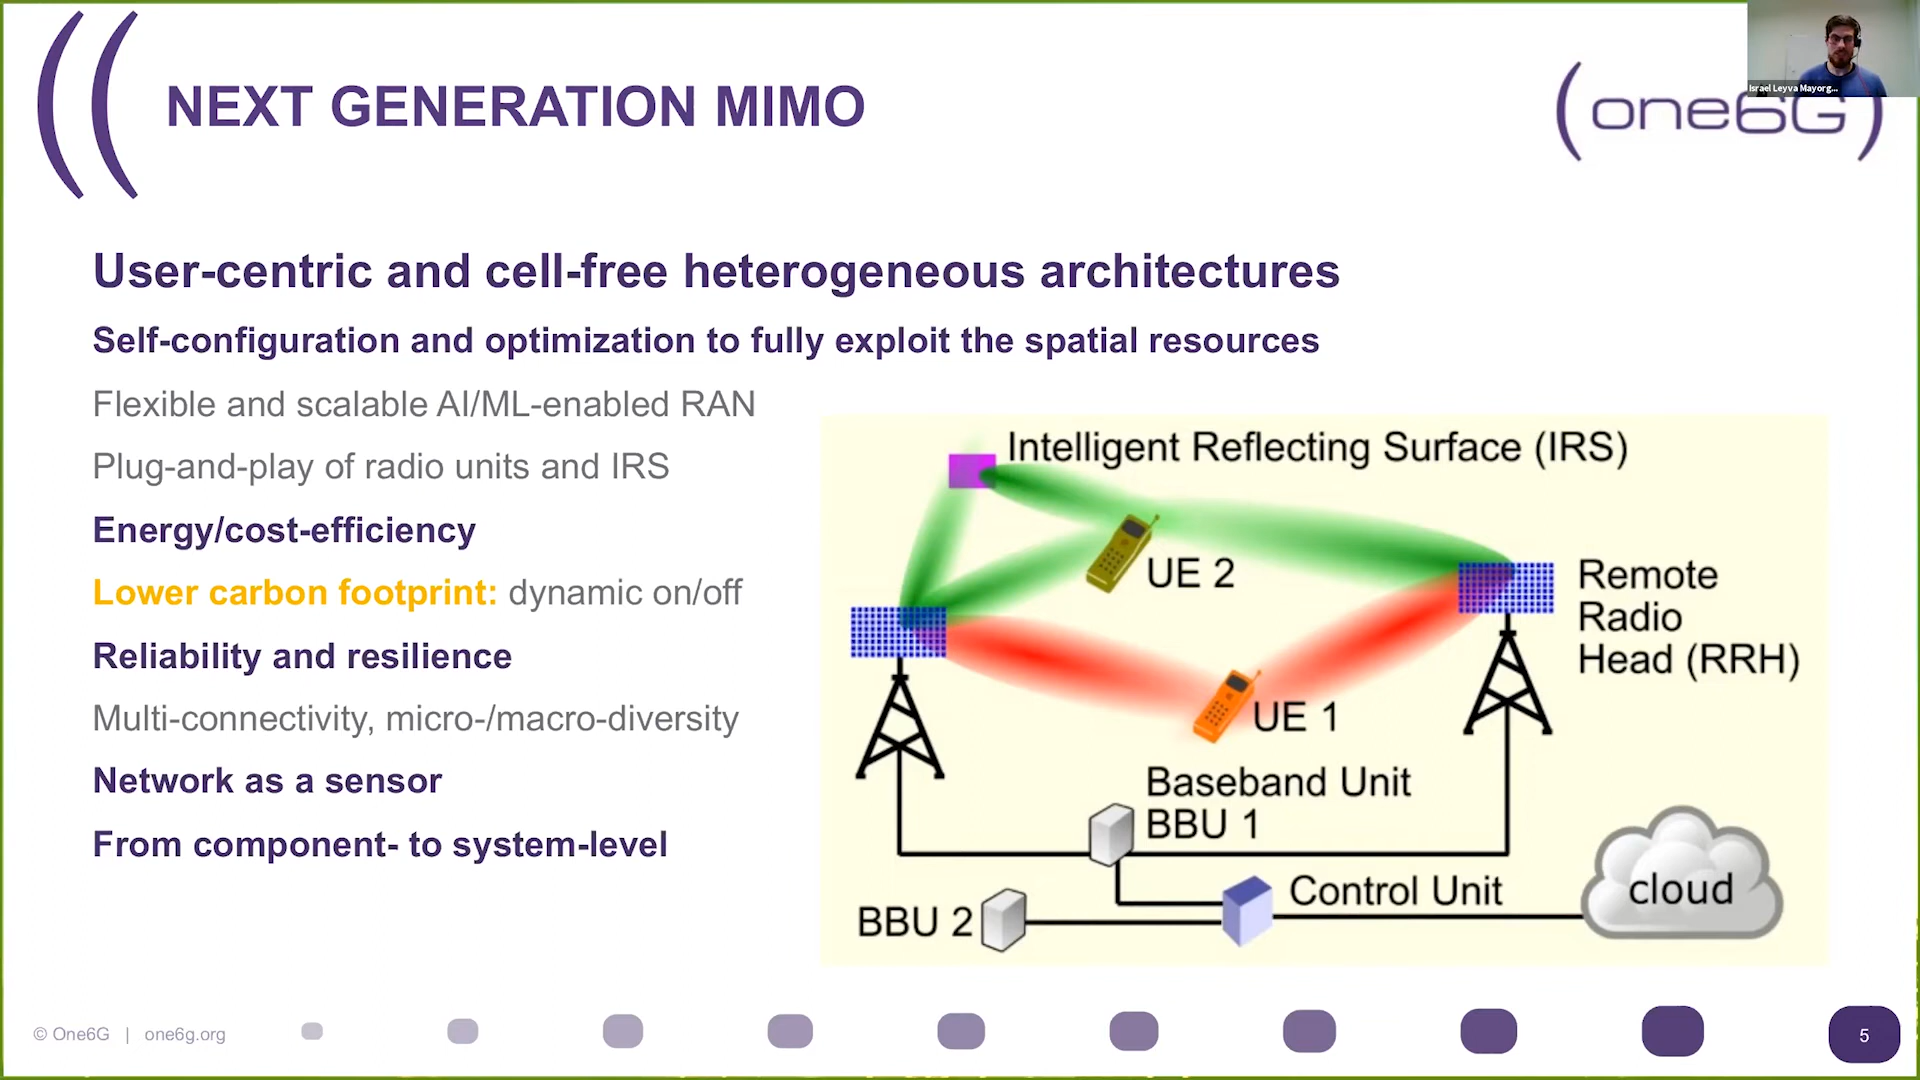 NEXT GENERATION MIMO
Israel Leyva Mayorg...
(one6G)
User-centric and cell-free heterogeneous architectures
Self-configuration and optimization to fully exploit the spatial resources
Flexible and scalable AI/ML-enabled RAN
Plug-and-play of radio units and IRS
Energy/cost-efficiency
Lower carbon footprint: dynamic on/off
Reliability and resilience
Multi-connectivity, micro-/macro-diversity
Network as a sensor
From component- to system-level
Intelligent Reflecting Surface (IRS)
UE 2
Remote
Radio
Head (RRH)
UE 1
Baseband Unit
BBU 1
Control Unit
cloud
BBU 2
© One6G | one6g.org
5